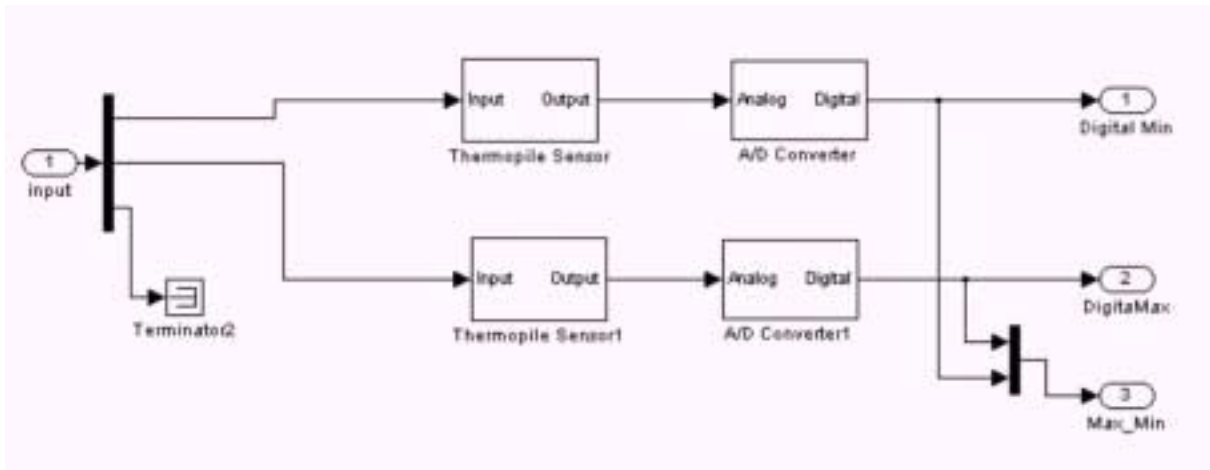 1
input
Terminator2
Input Output
Thermopile Sensor
Analog Digital
A/D Converter
1
Digital Min
Input Output
Thermopile Sensor1
Analog Digital
A/D Converter1
2
DigitaMax
3
Max_Min